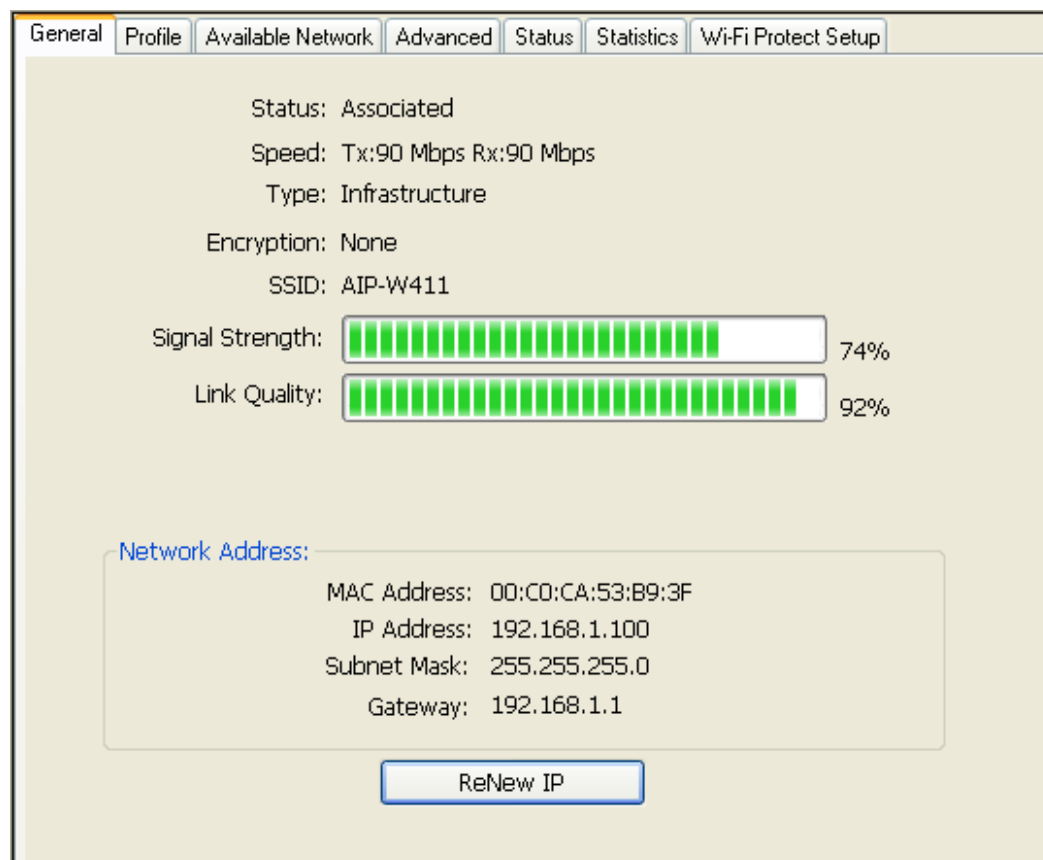 General Profile Available Network Advanced Status Statistics Wi-Fi Protect Setup
Status: Associated
Speed: Tx:90 Mbps Rx:90 Mbps
Type: Infrastructure
Encryption: None
SSID: AIP-W411
Signal Strength: 74%
Link Quality: 92%
Network Address:
MAC Address: 00:C0:CA:53:B9:3F
IP Address: 192.168.1.100
Subnet Mask: 255.255.255.0
Gateway: 192.168.1.1
ReNew IP